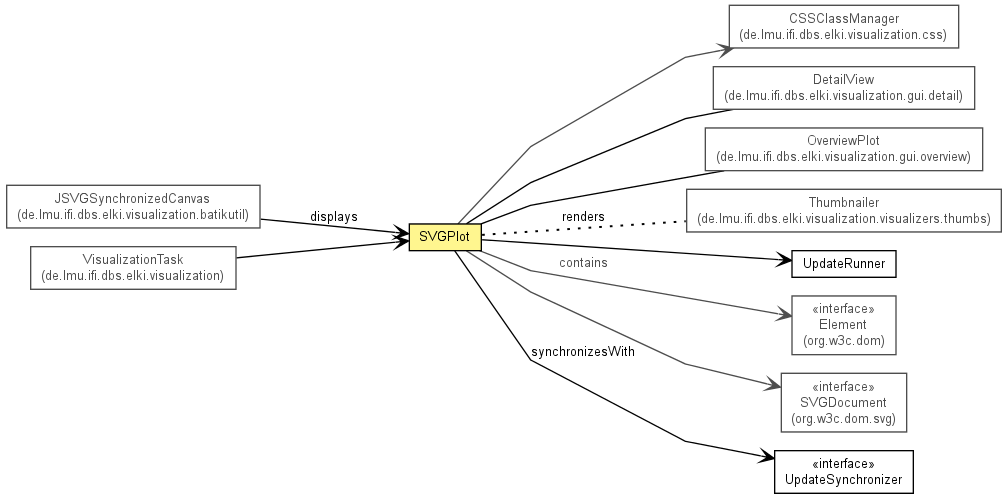 CSSClassManager
(de.lmu.ifi.dbs.elki.visualization.css)
DetailView
(de.lmu.ifi.dbs.elki.visualization.gui.detail)
OverviewPlot
(de.lmu.ifi.dbs.elki.visualization.gui.overview)
JSVGSynchronizedCanvas
(de.lmu.ifi.dbs.elki.visualization.batikutil)
displays
Thumbnailer
(de.lmu.ifi.dbs.elki.visualization.visualizers.thumbs)
renders
SVGPlot
VisualizationTask
(de.lmu.ifi.dbs.elki.visualization)
contains
UpdateRunner
«interface»
Element
(org.w3c.dom)
synchronizesWith
«interface»
SVGDocument
(org.w3c.dom.svg)
«interface»
UpdateSynchronizer